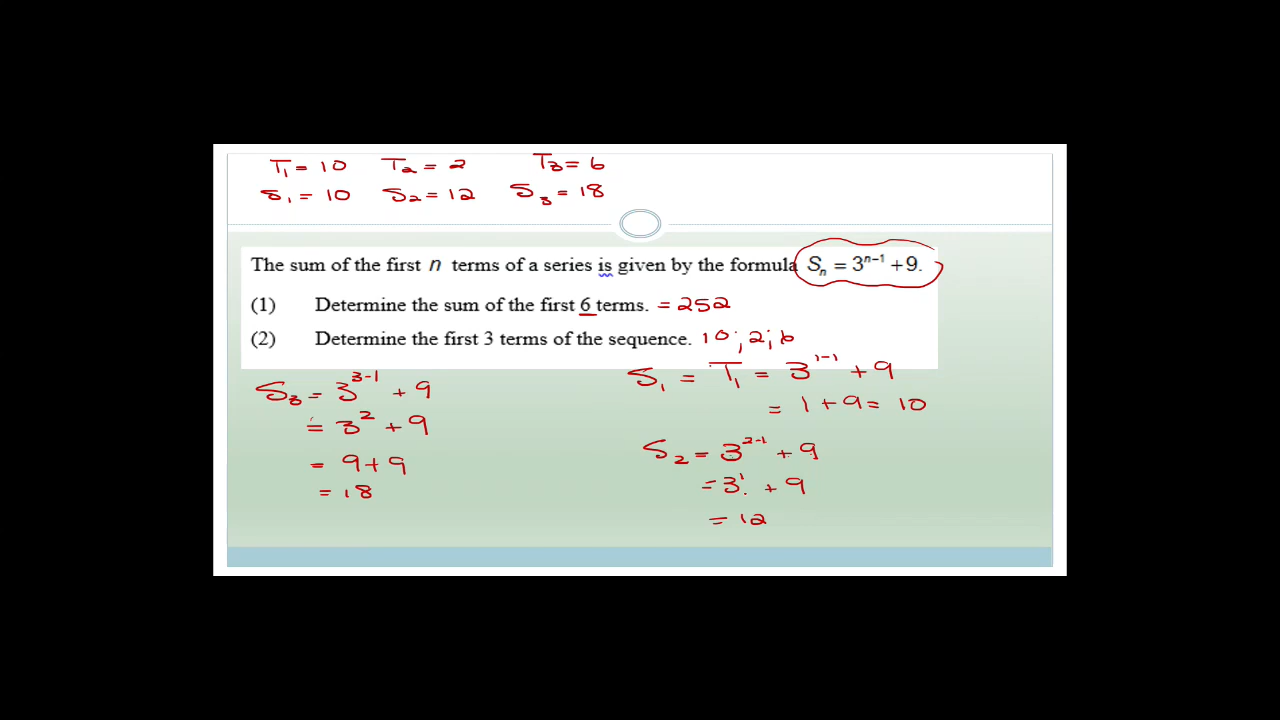 T₁ = 10 T₂ = 2 T₃ = 6
S₁ = 10 S₂ = 12 S₃ = 18
The sum of the first n terms of a series is given by the formula Sₙ = 3ⁿ⁻¹ +9.
(1) Determine the sum of the first 6 terms. = 252
(2) Determine the first 3 terms of the sequence. 10; 2; 6
S₃ = 3³⁻¹ + 9
= 3² + 9
= 9 + 9
= 18
S₁ = T₁ = 3¹⁻¹ + 9
= 1 + 9 = 10
S₂ = 3²⁻¹ + 9
= 3¹ + 9
= 12